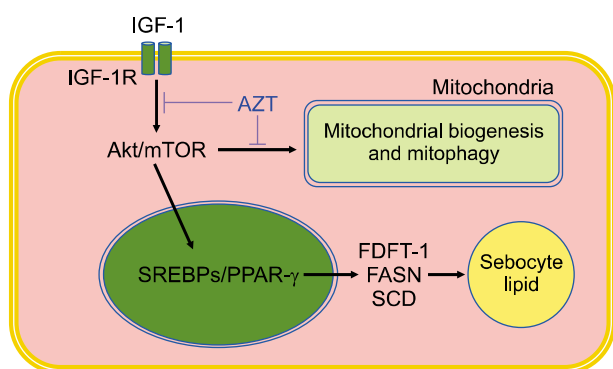 IGF-1
IGF-1R
Mitochondria
AZT
Akt/mTOR
Mitochondrial biogenesis
and mitophagy
SREBPs/PPAR-γ
FDFT-1
FASN
SCD
Sebocyte
lipid